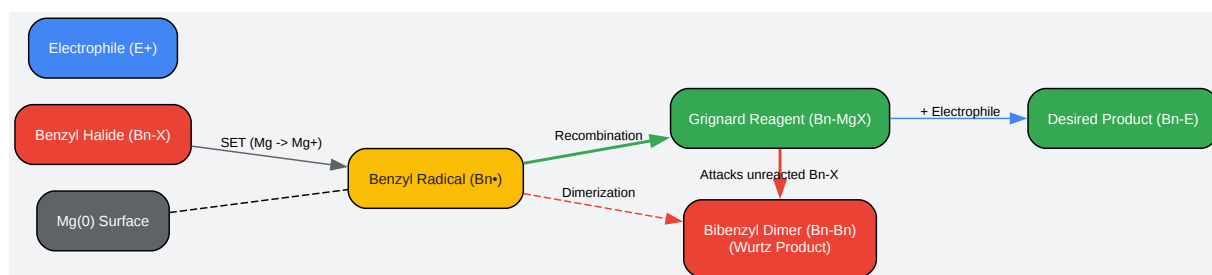 Electrophile (E+)
Benzyl Halide (Bn-X)
SET (Mg -> Mg+)
Mg(0) Surface
Benzyl Radical (Bn•)
Recombination
Dimerization
Grignard Reagent (Bn-MgX)
Attacks unreacted Bn-X
Bibenzyl Dimer (Bn-Bn)
(Wurtz Product)
+ Electrophile
Desired Product (Bn-E)